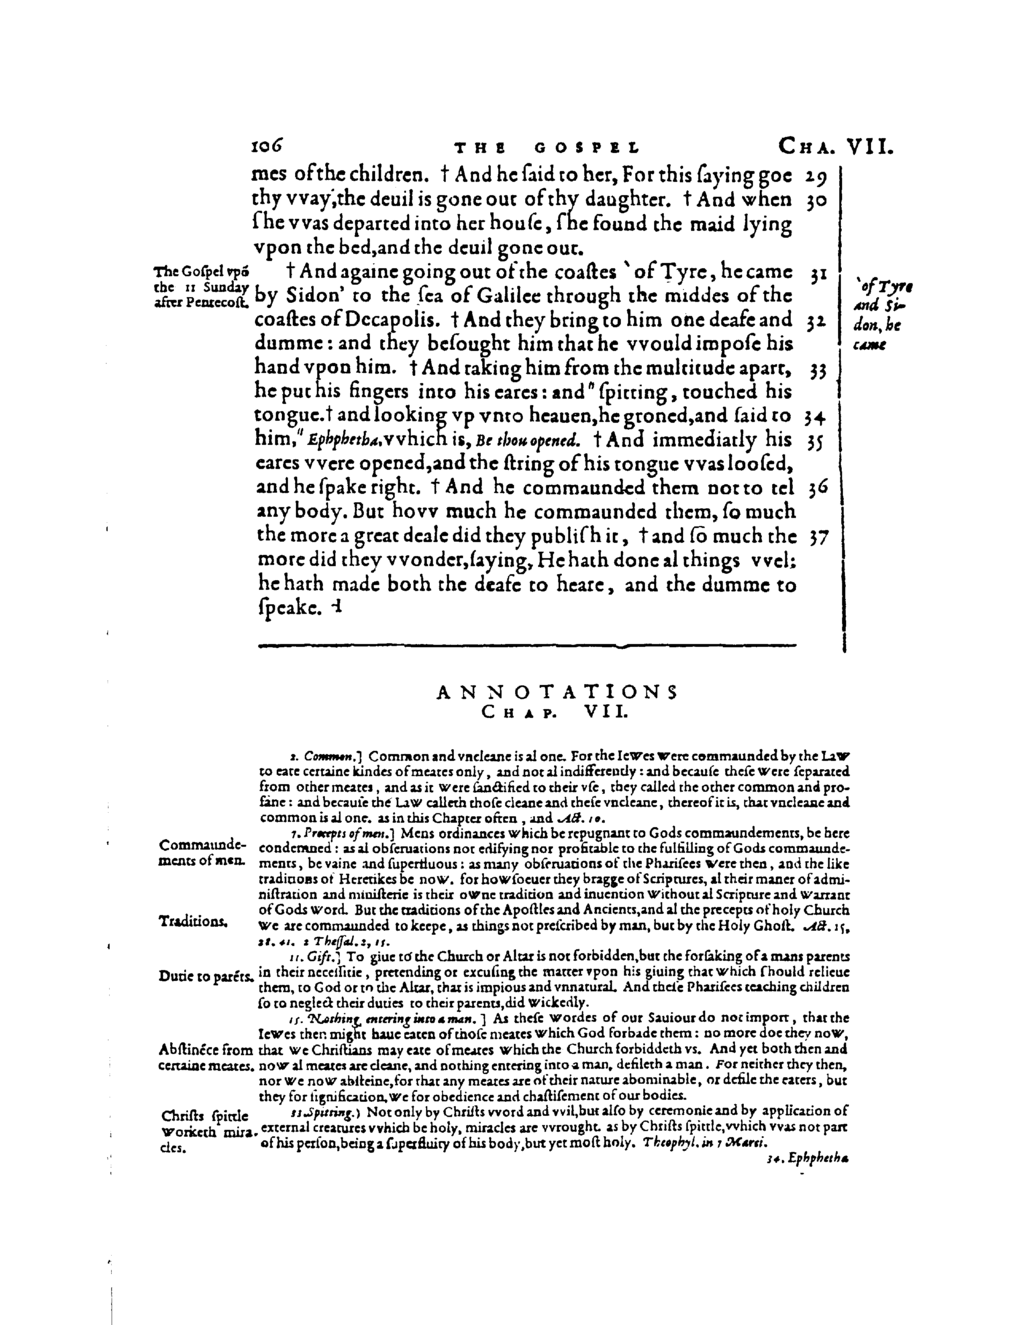 106 THE GOSPEL CHA. VII.
mes of the children. † And he ſaid to her, For this ſaying goe 29
thy vvay, the deuil is gone out of thy daughter. † And when 30
ſhe vvas departed into her houſe, ſhe found the maid lying
vpon the bed, and the deuil gone out.
The Goſpel vpō
the 11 Sunday
after Pentecoſt.
† And againe going out of the coaſtes ‵of Tyre, he came 31
by Sidon’ to the ſea of Galilee through the middes of the
coaſtes of Decapolis. † And they bring to him one deafe and 32
dumme: and they beſought him that he vvould impoſe his
hand vpon him. † And taking him from the multitude apart, 33
he put his fingers into his eares: and " ſpitting, touched his
tongue. † and looking vp vnto heauen, he groned, and ſaid to 34
him," Ephphetha, vvhich is, Be thou opened. † And immediatly his 35
eares vvere opened, and the ſtring of his tongue vvas looſed,
and he ſpake right. † And he commaunded them not to tel 36
any body. But hovv much he commaunded them, ſo much
the more a great deale did they publiſh it, † and ſo much the 37
more did they vvonder, ſaying, He hath done al things vvel;
he hath made both the deafe to heare, and the dumme to
ſpeake. ⊣
‵of Tyre
and Si-
don, he
came
ANNOTATIONS
CHAP. VII.
2. Common.] Common and vncleane is al one. For the Iewes were commaunded by the Law
to eate certaine kindes of meates only, and not al indifferently: and becauſe theſe were ſeparated
from other meates, and as it were ſanctified to their vſe, they called the other common and pro-
fane: and becauſe the Law calleth thoſe cleane and theſe vncleane, thereof it is, that vncleane and
common is al one. as in this Chapter often, and Act. 10.
Commaunde-
ments of men.
7. Precepts of men.] Mens ordinances which be repugnant to Gods commaundements, be here
condemned: as al obſeruations not edifying nor profitable to the fulfilling of Gods commaunde-
ments, be vaine and ſuperfluous: as many obſeruations of the Phariſees were then, and the like
traditions of Heretikes be now. for howſoeuer they bragge of Scriptures, al their maner of admi-
niſtration and miniſterie is their owne tradition and inuention without al Scripture and warrant
of Gods word. But the traditions of the Apoſtles and Ancients, and al the precepts of holy Church
Traditions.
we are commaunded to keepe, as things not preſcribed by man, but by the Holy Ghoſt. Act. 15,
28. 41. 2 Theſſal. 2, 15.
11. Gift.] To giue to the Church or Altar is not forbidden, but the forſaking of a mans parents
Dutie to parēts.
in their neceſſitie, pretending or excuſing the matter vpon his giuing that which ſhould relieue
them, to God or to the Altar, that is impious and vnnatural. And theſe Phariſees teaching children
ſo to neglect their duties to their parents, did wickedly.
15. Nothing entering into a man.] As theſe wordes of our Sauiour do not import, that the
Iewes then might haue eaten of thoſe meates which God forbade them: no more doe they now,
Abſtinēce from
certaine meates.
that we Chriſtians may eate of meates which the Church forbiddeth vs. And yet both then and
now al meates are cleane, and nothing entering into a man, defileth a man. For neither they then,
nor we now abſteine, for that any meates are of their nature abominable, or defile the eaters, but
they for ſignification, we for obedience and chaſtiſement of our bodies.
Chriſts ſpittle
worketh mira-
cles.
33. Spitting.) Not only by Chriſts vvord and vvil, but alſo by ceremonie and by application of
external creatures vvhich be holy, miracles are vvrought. as by Chriſts ſpittle, vvhich vvas not part
of his perſon, being a ſuperfluity of his body, but yet moſt holy. Theophyl. in 7 Marci.
34. Ephphetha